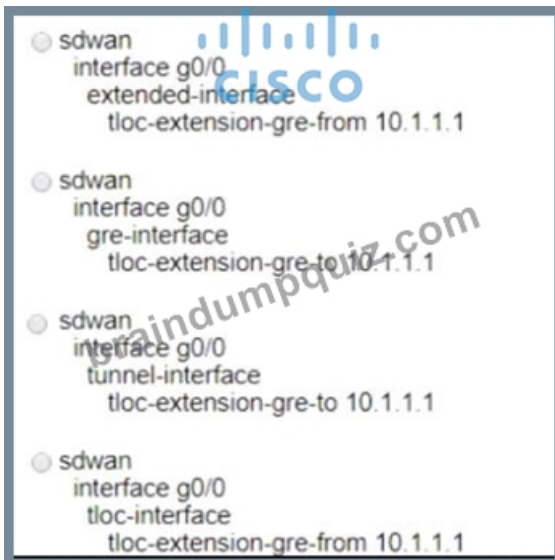 CISCO
sdwan
interface g0/0
extended-interface
tloc-extension-gre-from 10.1.1.1
sdwan
interface g0/0
gre-interface
tloc-extension-gre-to 10.1.1.1
braindumpquiz.com
sdwan
interface g0/0
tunnel-interface
tloc-extension-gre-to 10.1.1.1
sdwan
interface g0/0
tloc-interface
tloc-extension-gre-from 10.1.1.1